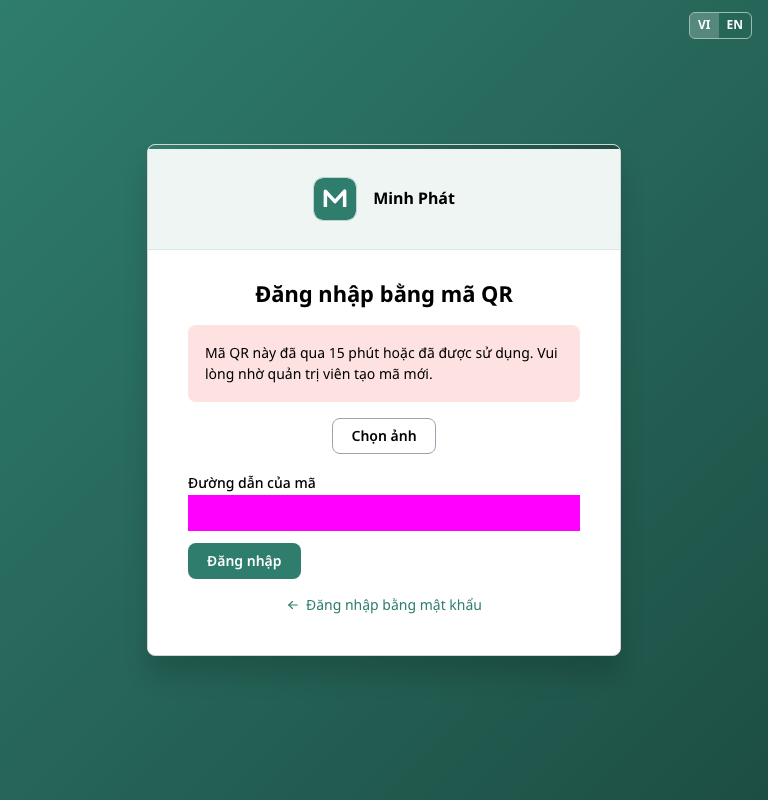 VI EN
Minh Phát
Đăng nhập bằng mã QR
Mã QR này đã qua 15 phút hoặc đã được sử dụng. Vui
lòng nhờ quản trị viên tạo mã mới.
Chọn ảnh
Đường dẫn của mã
Đăng nhập
← Đăng nhập bằng mật khẩu